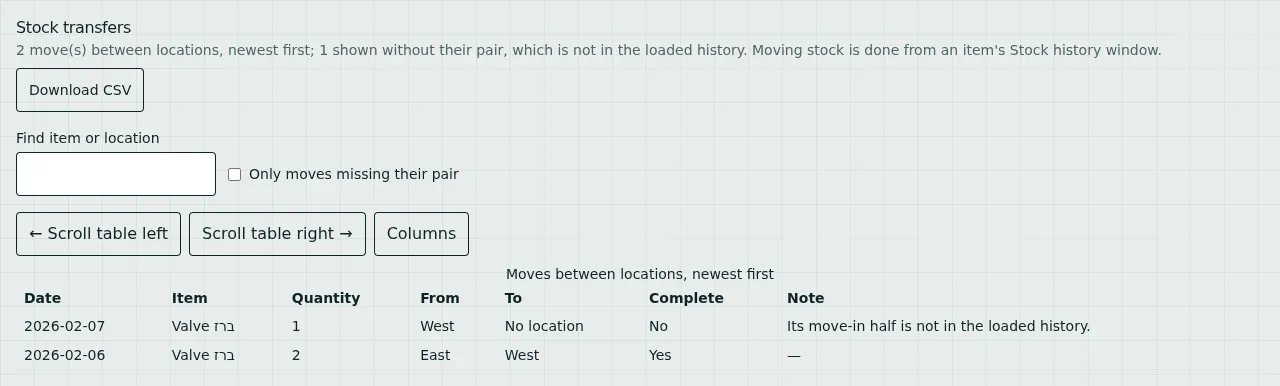 Stock transfers
2 move(s) between locations, newest first; 1 shown without their pair, which is not in the loaded history. Moving stock is done from an item's Stock history window.
Download CSV
Find item or location
Only moves missing their pair
← Scroll table left Scroll table right → Columns
Moves between locations, newest first
Date Item Quantity From To Complete Note
2026-02-07 Valve ברז 1 West No location No Its move-in half is not in the loaded history.
2026-02-06 Valve ברז 2 East West Yes —